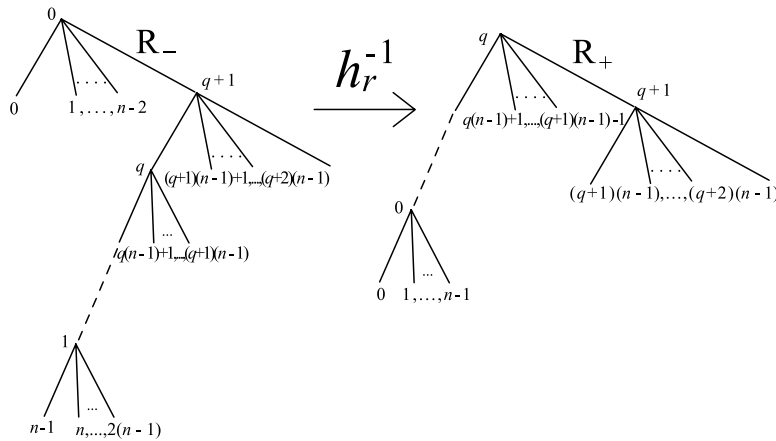 0
R₋
0
1,...,n-2
....
q+1
q
....
(q+1)(n-1)+1,...,(q+2)(n-1)
...
q(n-1)+1,...,(q+1)(n-1)
1
...
n-1
n,...,2(n-1)
h_r^{-1}
q
R₊
....
q(n-1)+1,...,(q+1)(n-1)-1
q+1
....
(q+1)(n-1),...,(q+2)(n-1)
0
...
0
1,...,n-1